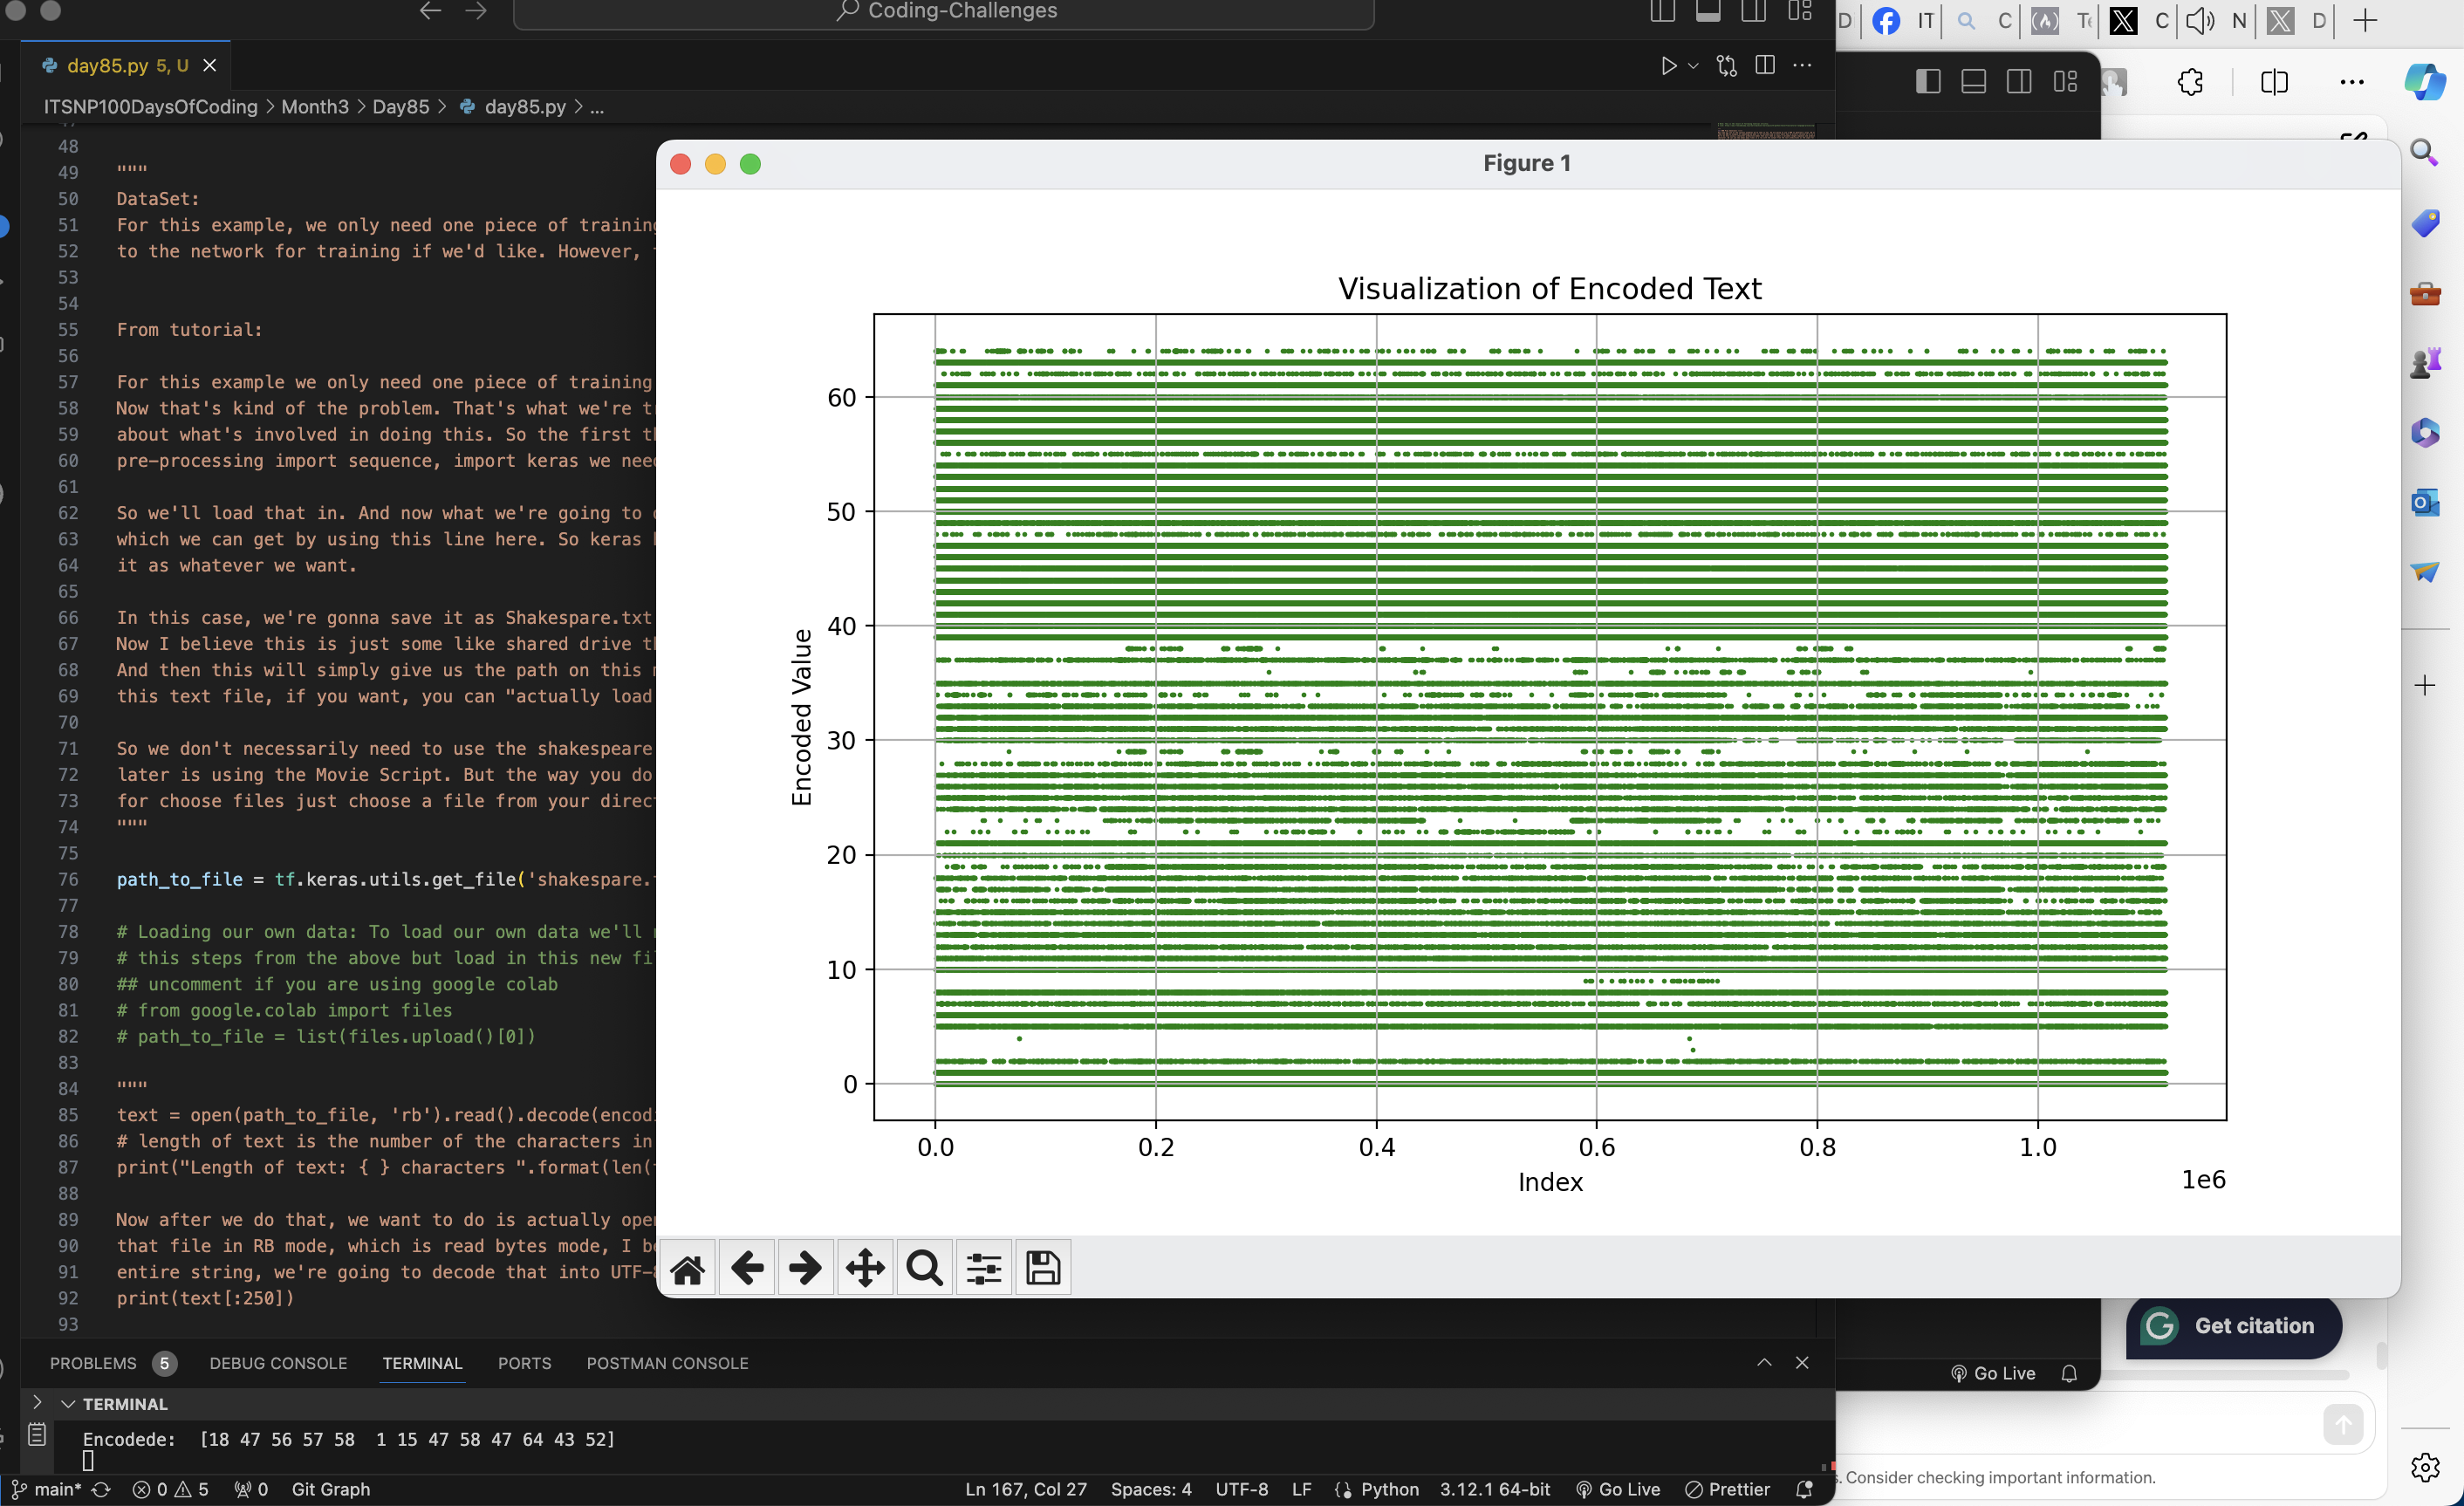 Coding-Challenges
day85.py 5, U
ITSNP100DaysOfCoding > Month3 > Day85 > day85.py > ...
48
49 """
50 DataSet:
51 For this example, we only need one piece of training
52 to the network for training if we'd like. However,
53
54
55 From tutorial:
56
57 For this example we only need one piece of training
58 Now that's kind of the problem. That's what we're
59 about what's involved in doing this. So the first
60 pre-processing import sequence, import keras we need
61
62 So we'll load that in. And now what we're going to
63 which we can get by using this line here. So keras
64 it as whatever we want.
65
66 In this case, we're gonna save it as Shakespare.txt
67 Now I believe this is just some like shared drive
68 And then this will simply give us the path on this
69 this text file, if you want, you can "actually load
70
71 So we don't necessarily need to use the shakespeare
72 later is using the Movie Script. But the way you do
73 for choose files just choose a file from your
74 """
75
76 path_to_file = tf.keras.utils.get_file('shakespare.
77
78 # Loading our own data: To load our own data we'll
79 # this steps from the above but load in this new
80 ## uncomment if you are using google colab
81 # from google.colab import files
82 # path_to_file = list(files.upload()[0])
83
84 """
85 text = open(path_to_file, 'rb').read().decode(
86 # length of text is the number of the characters in
87 print("Length of text: { } characters ".format(len(
88
89 Now after we do that, we want to do is actually
90 that file in RB mode, which is read bytes mode, I
91 entire string, we're going to decode that into UTF-
92 print(text[:250])
93
Figure 1
Visualization of Encoded Text
Encoded Value
60
50
40
30
20
10
0
0.0 0.2 0.4 0.6 0.8 1.0
Index
1e6
PROBLEMS 5 DEBUG CONSOLE TERMINAL PORTS POSTMAN CONSOLE
TERMINAL
Encodede: [18 47 56 57 58 1 15 47 58 47 64 43 52]
main* 0 5 0 Git Graph
Ln 167, Col 27 Spaces: 4 UTF-8 LF Python 3.12.1 64-bit Go Live Prettier
D IT C C N D
Get citation
Go Live
Consider checking important information.